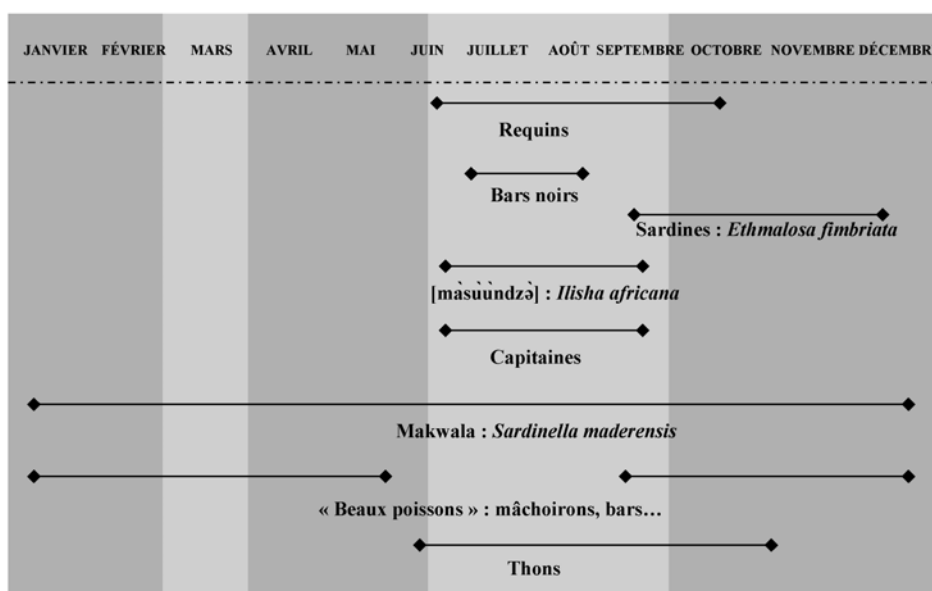 JANVIER FÉVRIER MARS AVRIL MAI JUIN JUILLET AOÛT SEPTEMBRE OCTOBRE NOVEMBRE DÉCEMBR
Requins
Bars noirs
Sardines : Ethmalosa fimbriata
[màsùùndzə̀] : Ilisha africana
Capitaines
Makwala : Sardinella maderensis
« Beaux poissons » : mâchoirons, bars…
Thons